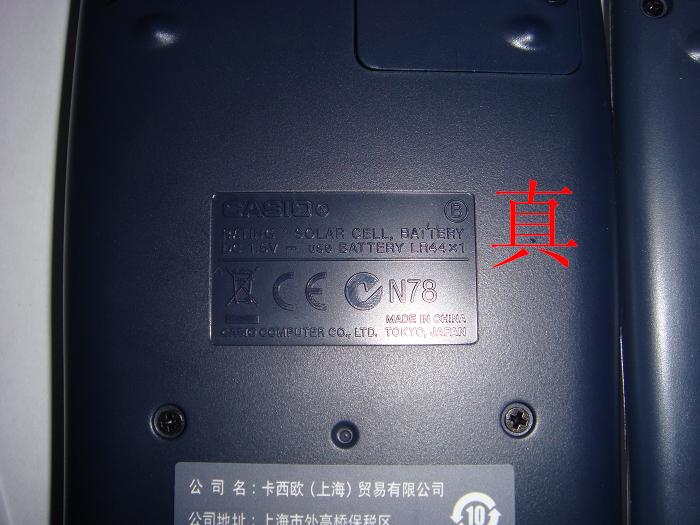 CASIO® Ⓑ
RATING : SOLAR CELL, BATTERY
DC 1.5V ⎓ USE BATTERY LR44×1
CE N78
MADE IN CHINA
CASIO COMPUTER CO., LTD. TOKYO, JAPAN
真
公 司 名：卡西欧（上海）贸易有限公司
公司地址：上海市外高桥保税区
10